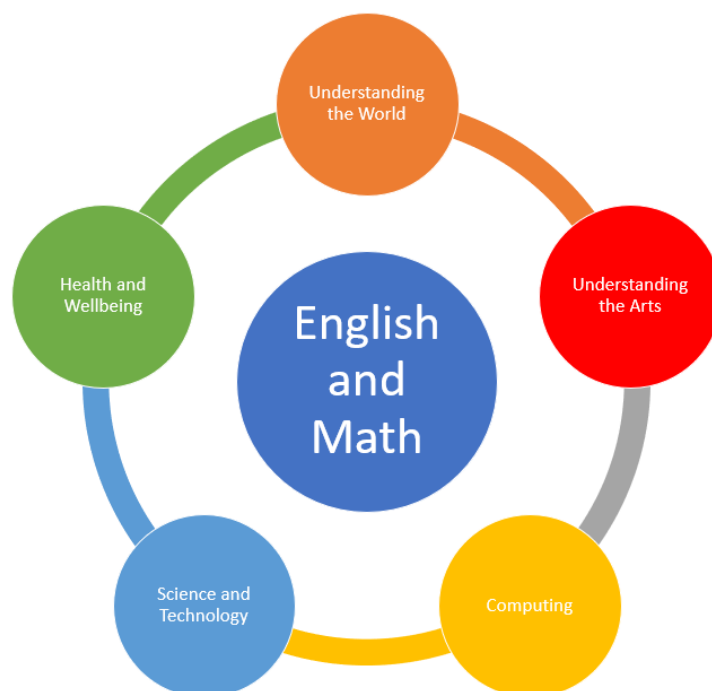 Understanding
the World
Understanding
the Arts
Computing
Science and
Technology
Health and
Wellbeing
English
and
Math